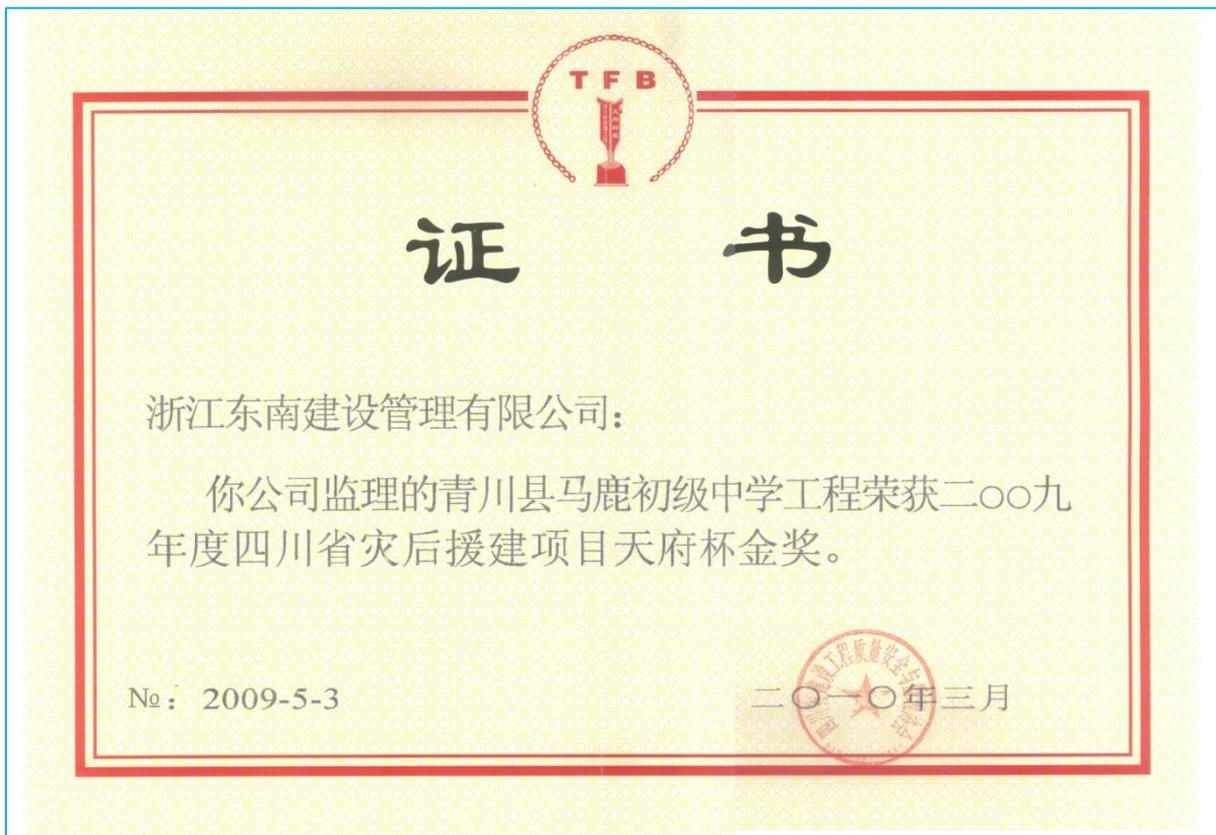 TFB
证 书
浙江东南建设管理有限公司：
你公司监理的青川县马鹿初级中学工程荣获二○○九
年度四川省灾后援建项目天府杯金奖。
№：2009-5-3
二○一○年三月